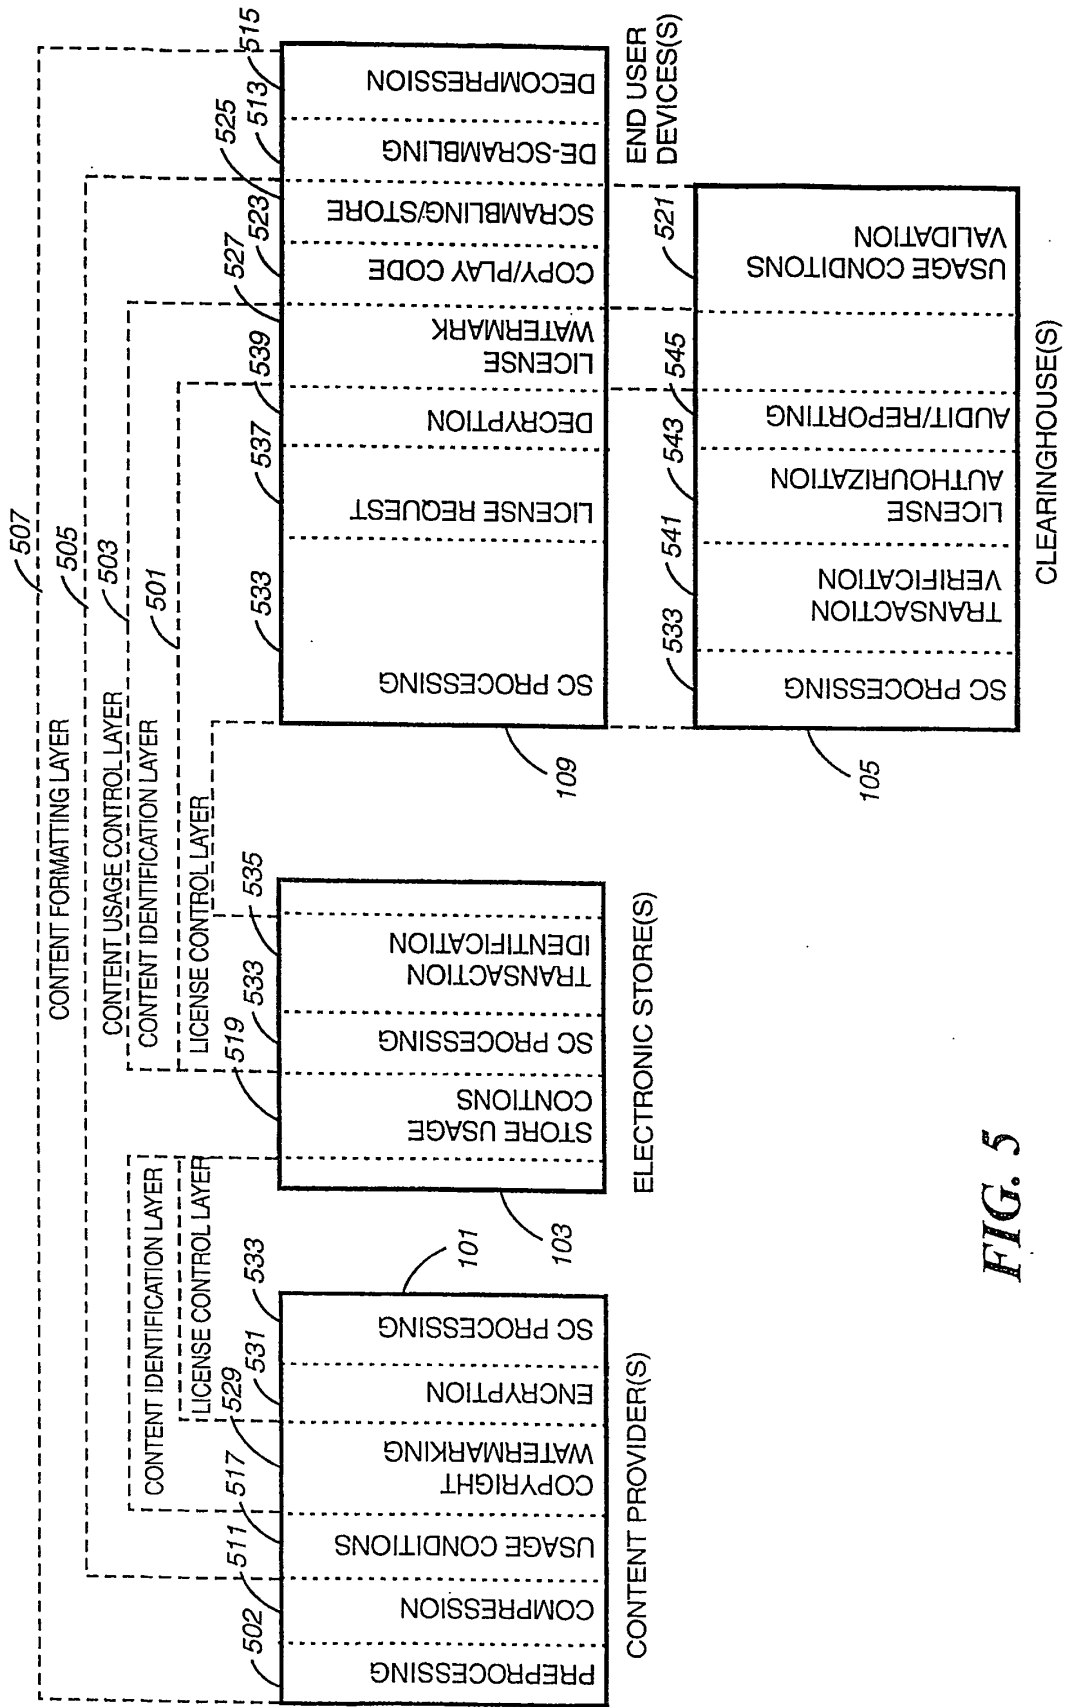 507
CONTENT FORMATTING LAYER
505
CONTENT USAGE CONTROL LAYER
503
CONTENT IDENTIFICATION LAYER
501
CONTENT IDENTIFICATION LAYER
LICENSE CONTROL LAYER
LICENSE CONTROL LAYER
502
511
517
529
531
533
PREPROCESSING
COMPRESSION
USAGE CONDITIONS
COPYRIGHT
WATERMARKING
ENCRYPTION
SC PROCESSING
101
CONTENT PROVIDER(S)
519
533
535
STORE USAGE
CONTIONS
SC PROCESSING
TRANSACTION
IDENTIFICATION
103
ELECTRONIC STORE(S)
533
537
539
527
523
525
513
515
SC PROCESSING
LICENSE REQUEST
DECRYPTION
LICENSE
WATERMARK
COPY/PLAY CODE
SCRAMBLING/STORE
DE-SCRAMBLING
DECOMPRESSION
109
END USER
DEVICES(S)
533
541
543
545
521
SC PROCESSING
TRANSACTION
VERIFICATION
LICENSE
AUTHOURIZATION
AUDIT/REPORTING
USAGE CONDITONS
VALIDATION
105
CLEARINGHOUSE(S)
FIG. 5